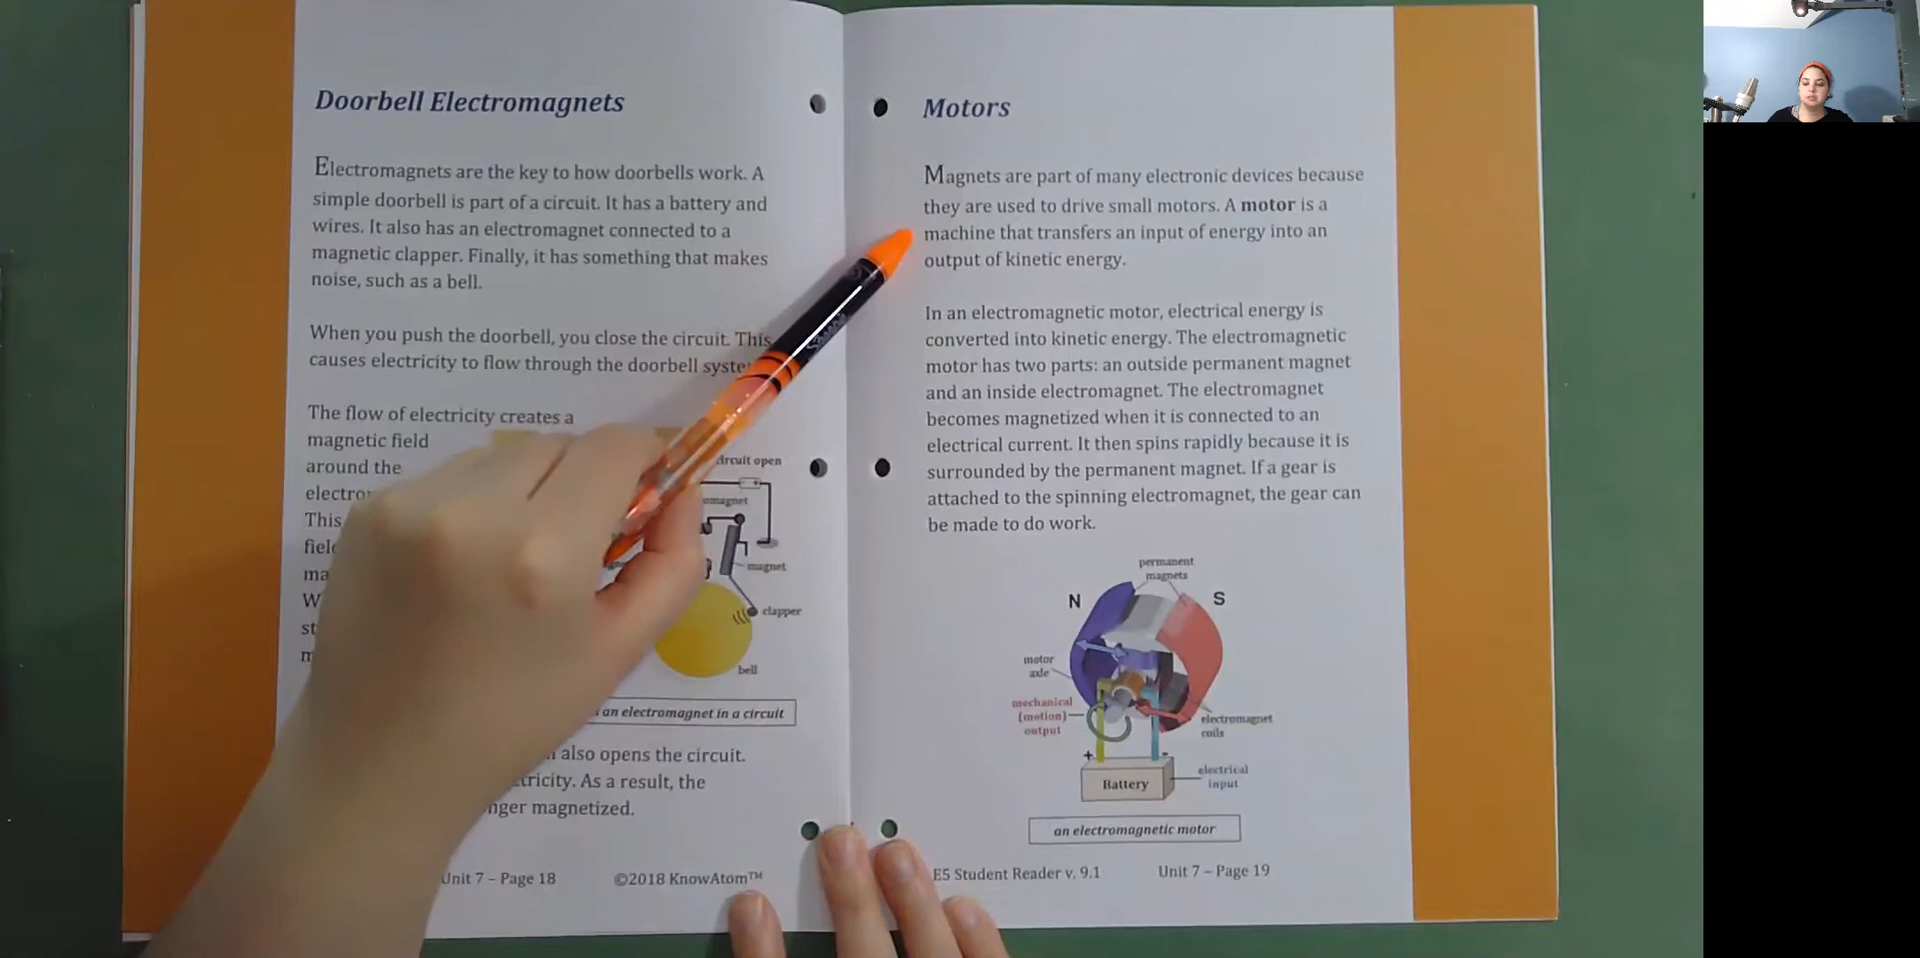 Doorbell Electromagnets
Electromagnets are the key to how doorbells work. A
simple doorbell is part of a circuit. It has a battery and
wires. It also has an electromagnet connected to a
magnetic clapper. Finally, it has something that makes
noise, such as a bell.
When you push the doorbell, you close the circuit. This
causes electricity to flow through the doorbell
The flow of electricity creates a
magnetic field
around the
This
open
magnet
clapper
bell
an electromagnet in a circuit
also opens the circuit.
As a result, the
magnetized.
Unit 7 – Page 18
©2018 KnowAtom™
Motors
Magnets are part of many electronic devices because
they are used to drive small motors. A motor is a
machine that transfers an input of energy into an
output of kinetic energy.
In an electromagnetic motor, electrical energy is
converted into kinetic energy. The electromagnetic
motor has two parts: an outside permanent magnet
and an inside electromagnet. The electromagnet
becomes magnetized when it is connected to an
electrical current. It then spins rapidly because it is
surrounded by the permanent magnet. If a gear is
attached to the spinning electromagnet, the gear can
be made to do work.
permanent
magnets
N
S
motor
axle
mechanical
(motion)
output
electromagnet
coils
+
-
Battery
electrical
input
an electromagnetic motor
E5 Student Reader v. 9.1
Unit 7 – Page 19